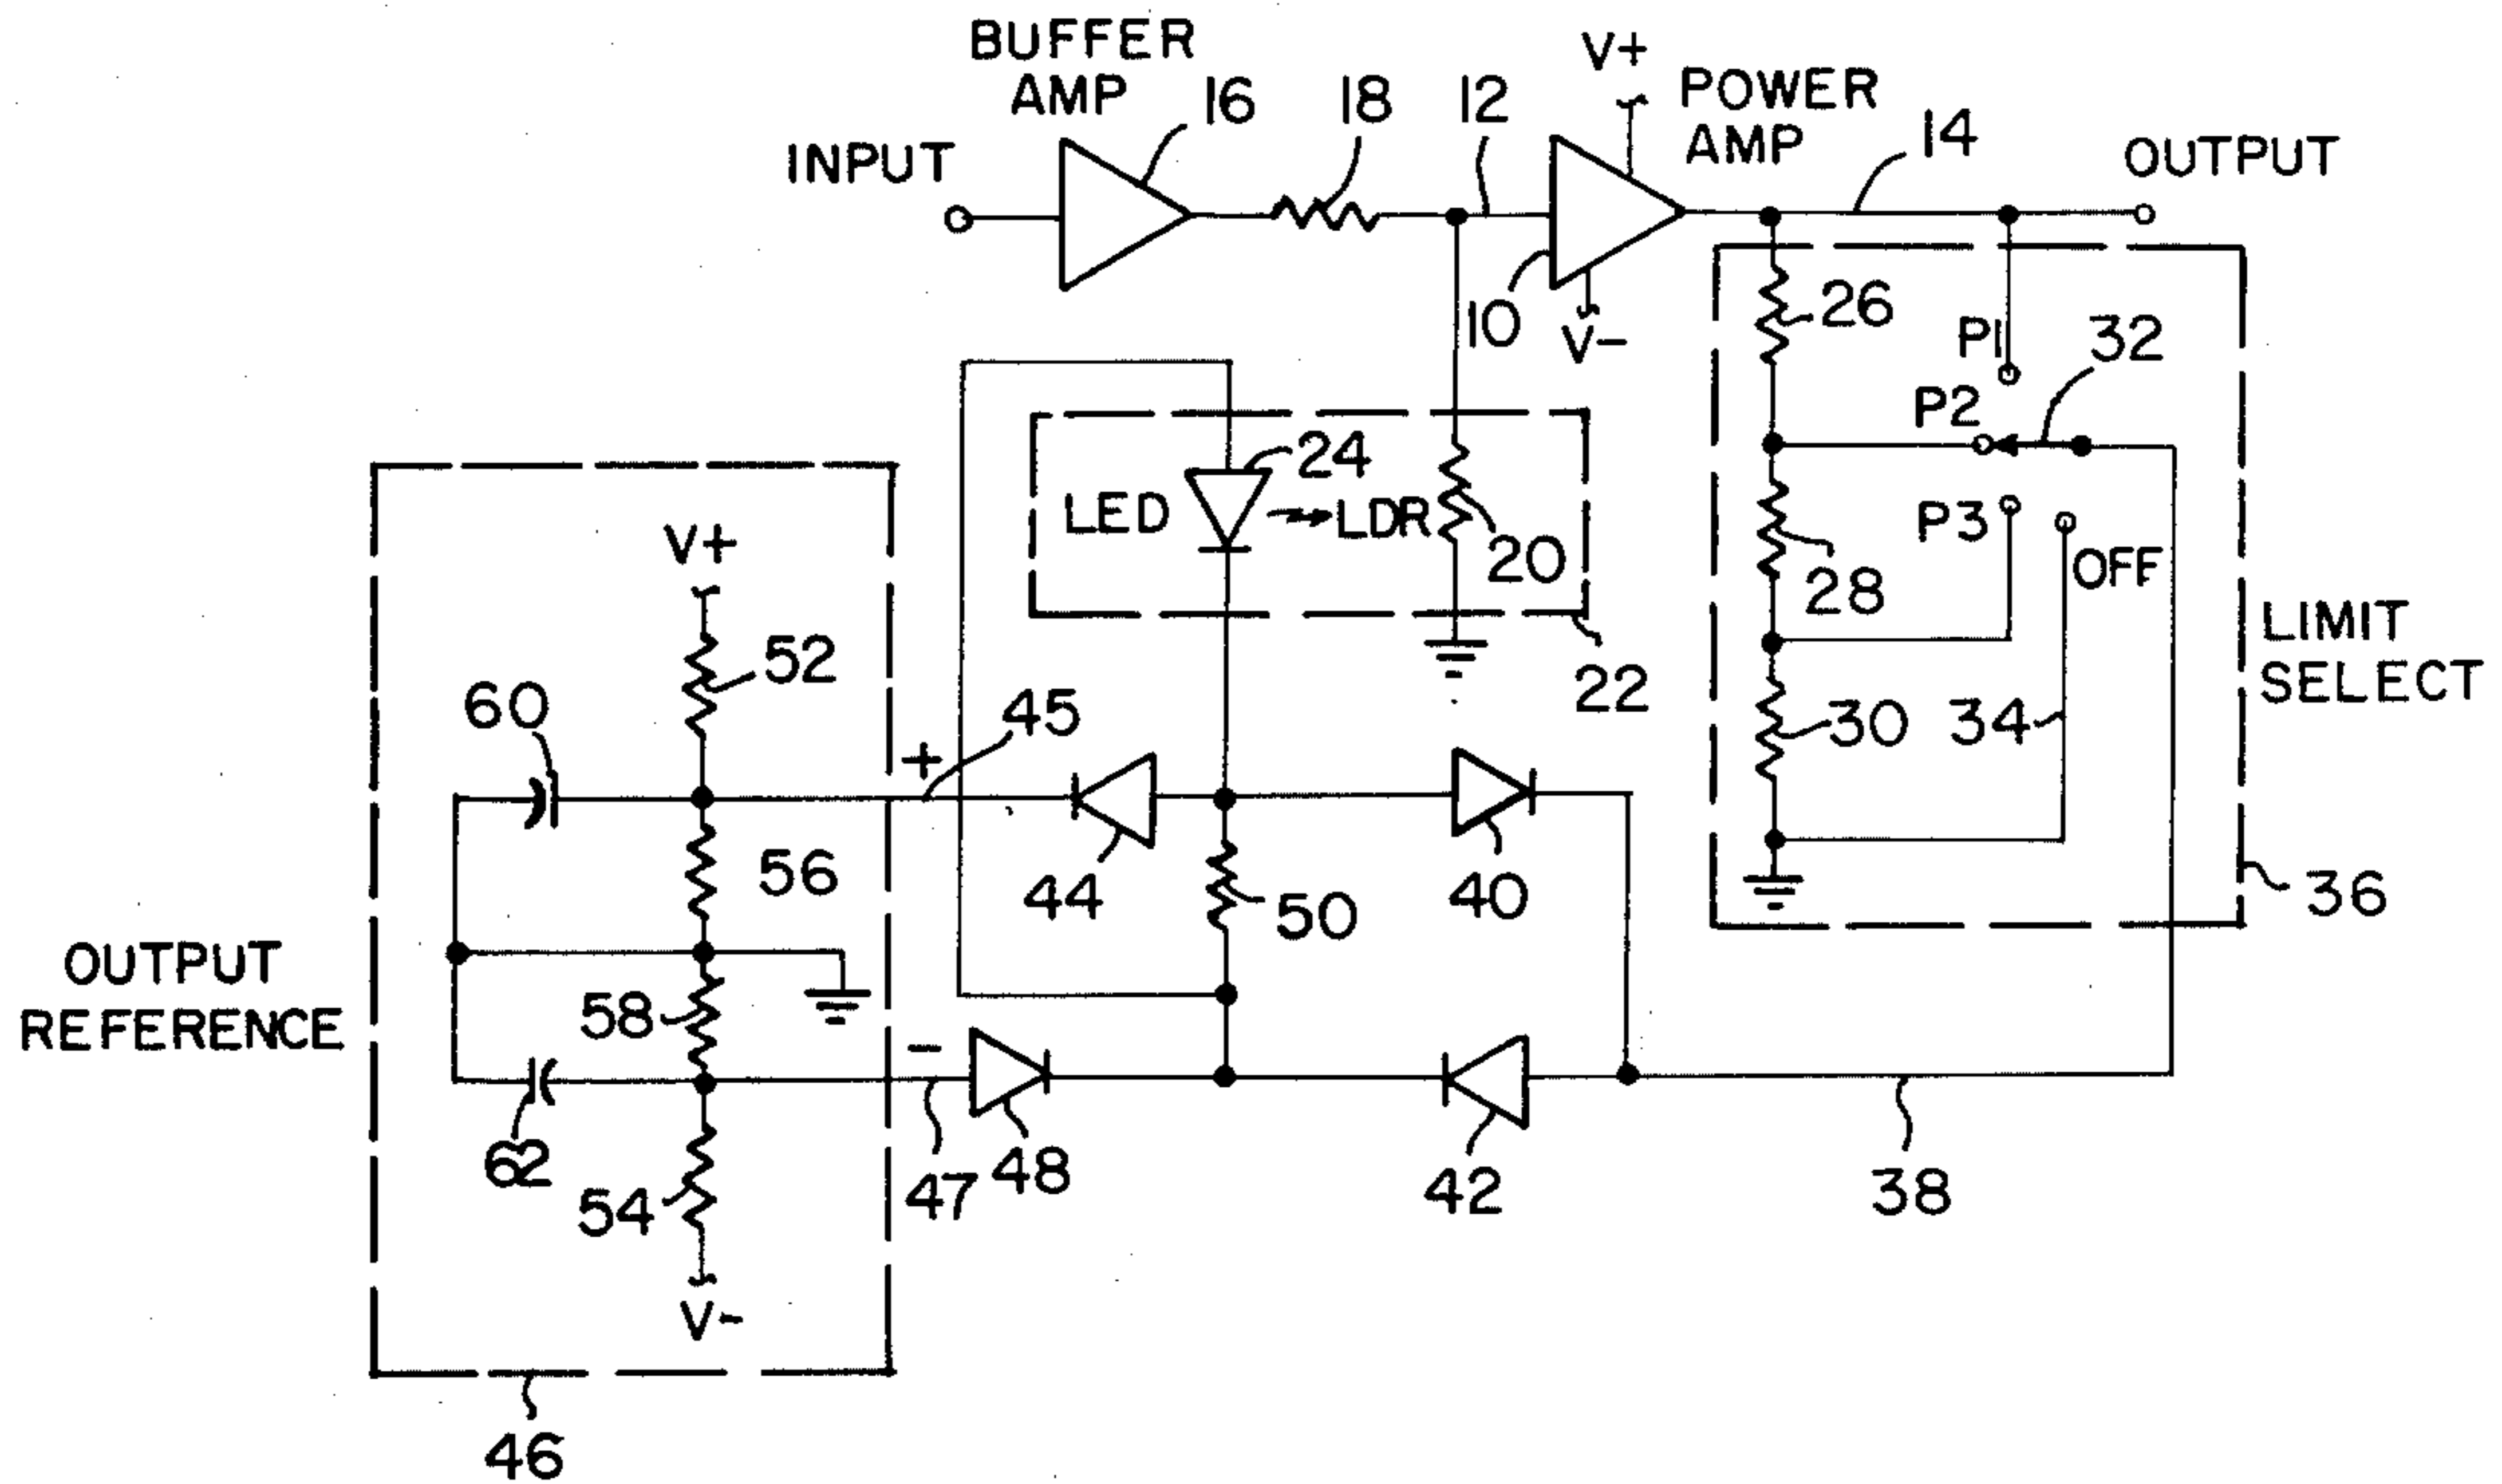 BUFFER
AMP
16
18
12
V+
POWER
AMP
14
OUTPUT
INPUT
10
V-
26
P1
32
P2
24
LED
LDR
20
P3
OFF
28
LIMIT
SELECT
22
V+
52
60
45
+
30
34
56
44
50
40
36
OUTPUT
REFERENCE
58
-
62
54
47
48
42
38
V-
46